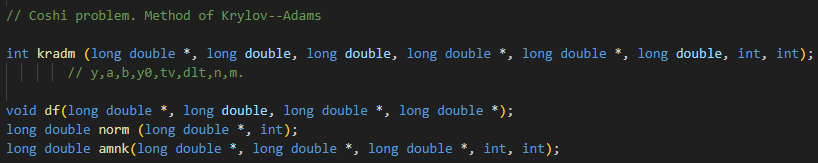 // Coshi problem. Method of Krylov--Adams
int kradm (long double *, long double, long double, long double *, long double *, long double, int, int);
// y,a,b,y0,tv,dlt,n,m.
void df(long double *, long double, long double *, long double *);
long double norm (long double *, int);
long double amnk(long double *, long double *, long double *, int, int);